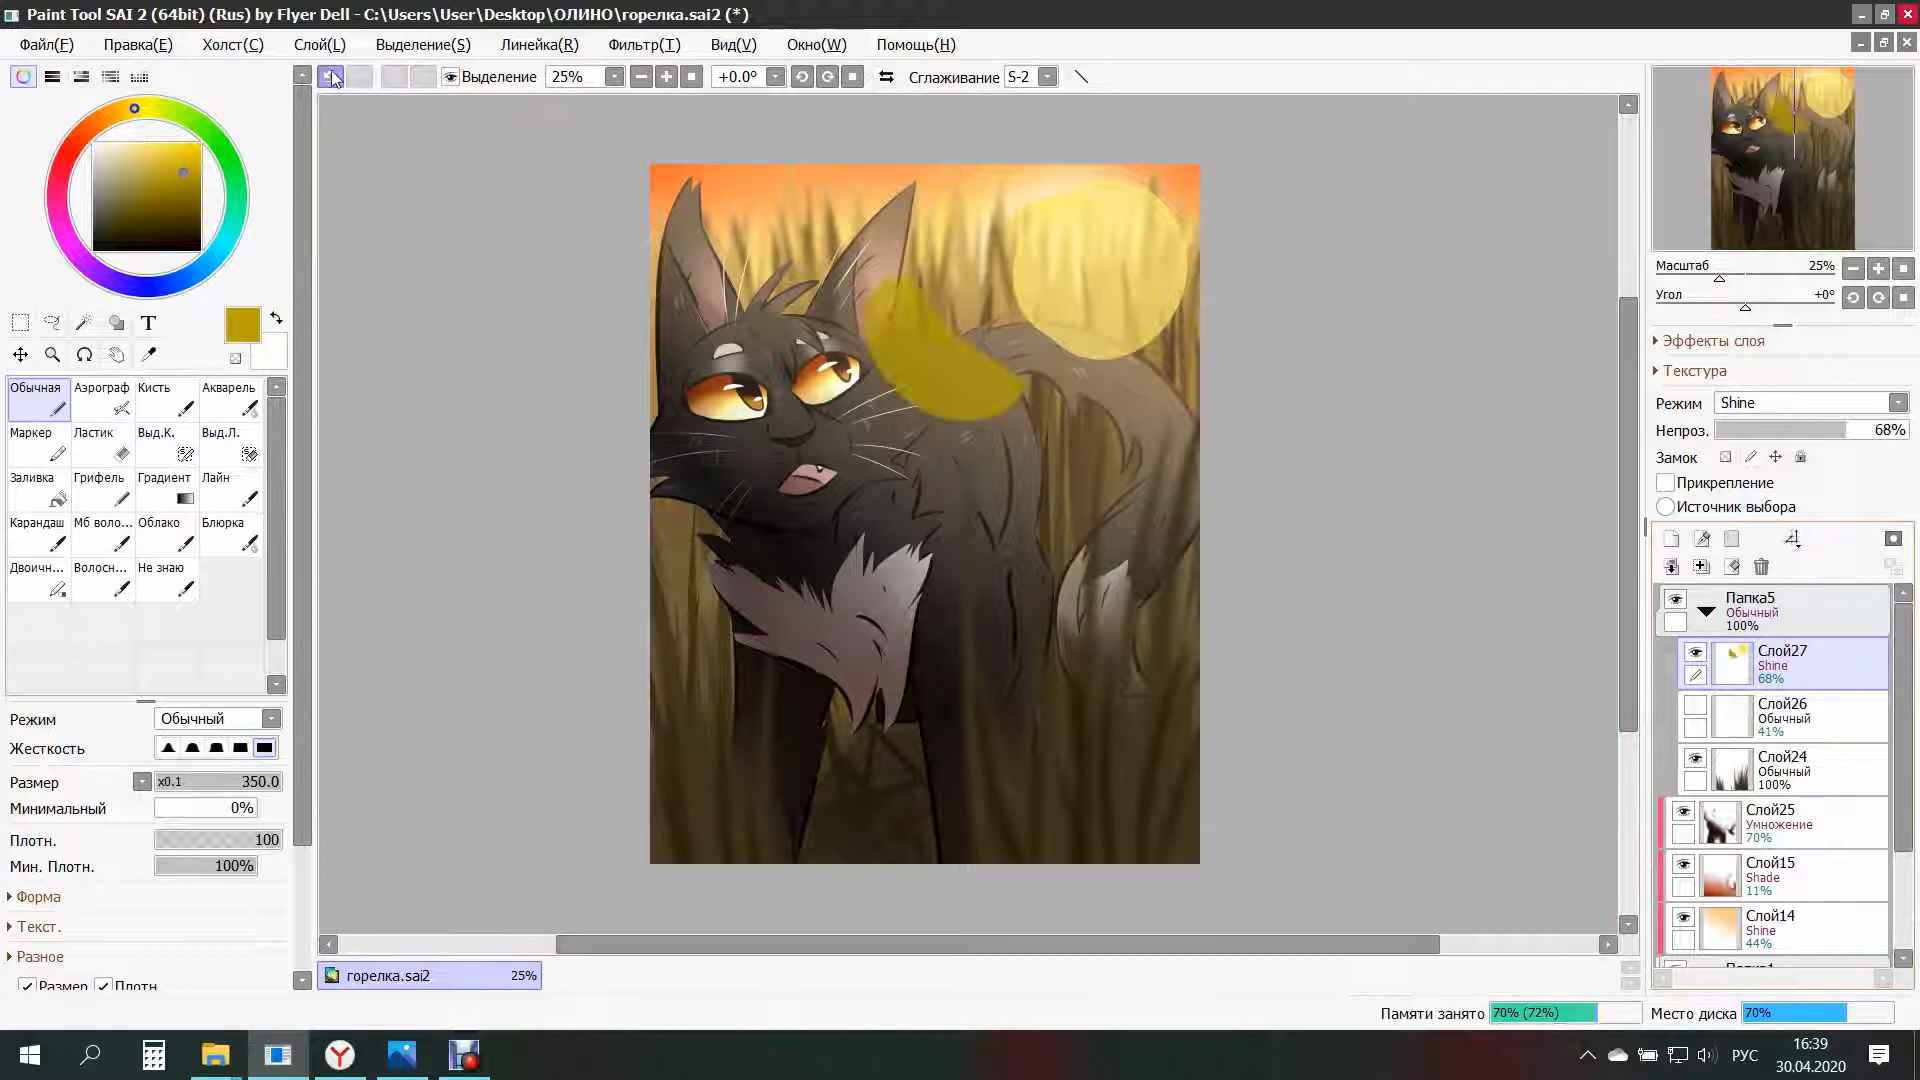 Paint Tool SAI 2 (64bit) (Rus) by Flyer Dell - C:\Users\User\Desktop\ОЛИНО\горелка.sai2 (*)
Файл(F) Правка(E) Холст(C) Слой(L) Выделение(S) Линейка(R) Фильтр(T) Вид(V) Окно(W) Помощь(H)
Выделение 25% +0.0° Сглаживание S-2
Масштаб 25%
Угол +0°
Эффекты слоя
Текстура
Режим Shine
Непроз. 68%
Замок
Прикрепление
Источник выбора
T
Обычная Аэрограф Кисть Акварель
Маркер Ластик Выд.К. Выд.Л.
Заливка Грифель Градиент Лайн
Карандаш Мб воло... Облако Блюрка
Двоичн... Волосн... Не знаю
Режим Обычный
Жесткость
Размер x0.1 350.0
Минимальный 0%
Плотн. 100
Мин. Плотн. 100%
Форма
Текст.
Разное
Размер Плотн
Папка5
Обычный
100%
Слой27
Shine
68%
Слой26
Обычный
41%
Слой24
Обычный
100%
Слой25
Умножение
70%
Слой15
Shade
11%
Слой14
Shine
44%
горелка.sai2 25%
Памяти занято 70% (72%) Место диска 70%
РУС
16:39
30.04.2020